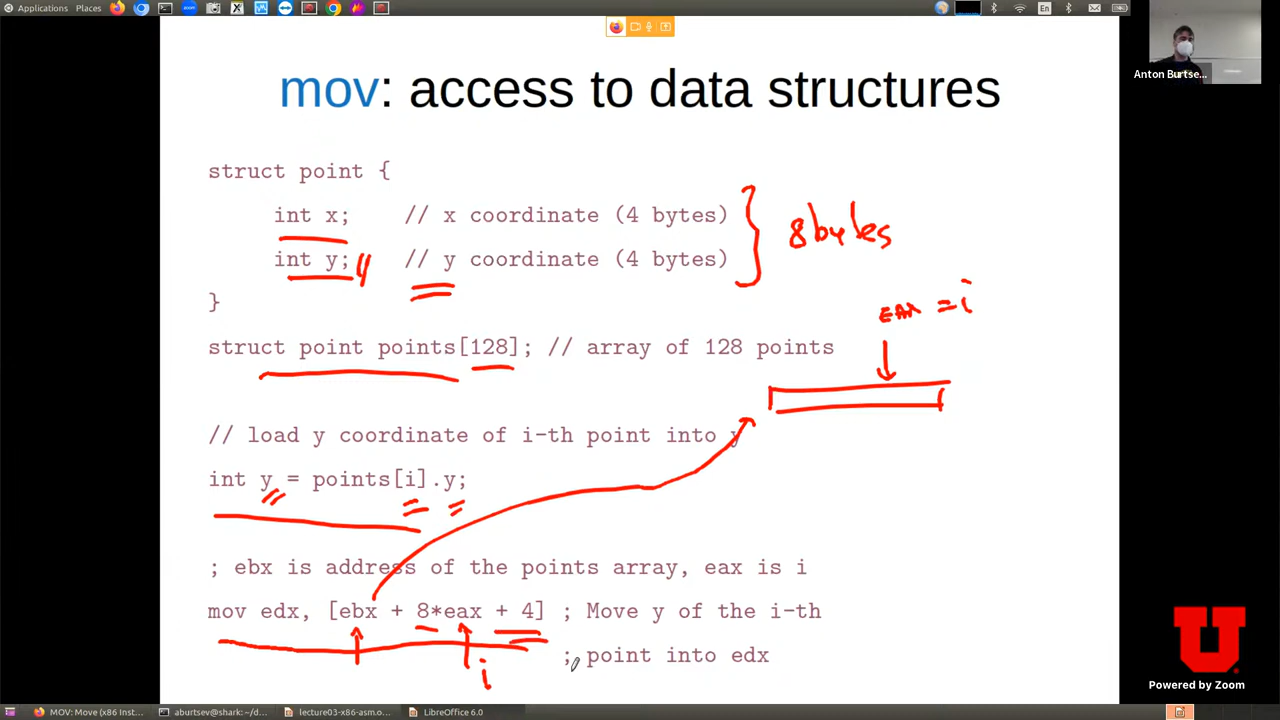 Applications Places En
Anton Burtse...
mov: access to data structures
struct point {
int x; // x coordinate (4 bytes)
int y; 4 // y coordinate (4 bytes)
8 bytes
}
EAX = i
struct point points[128]; // array of 128 points
// load y coordinate of i-th point into y
int y = points[i].y;
; ebx is address of the points array, eax is i
mov edx, [ebx + 8*eax + 4] ; Move y of the i-th
; point into edx
i
U
Powered by Zoom
MOV: Move (x86 Inst... aburtsev@shark: ~/d... lecture03-x86-asm.o... LibreOffice 6.0